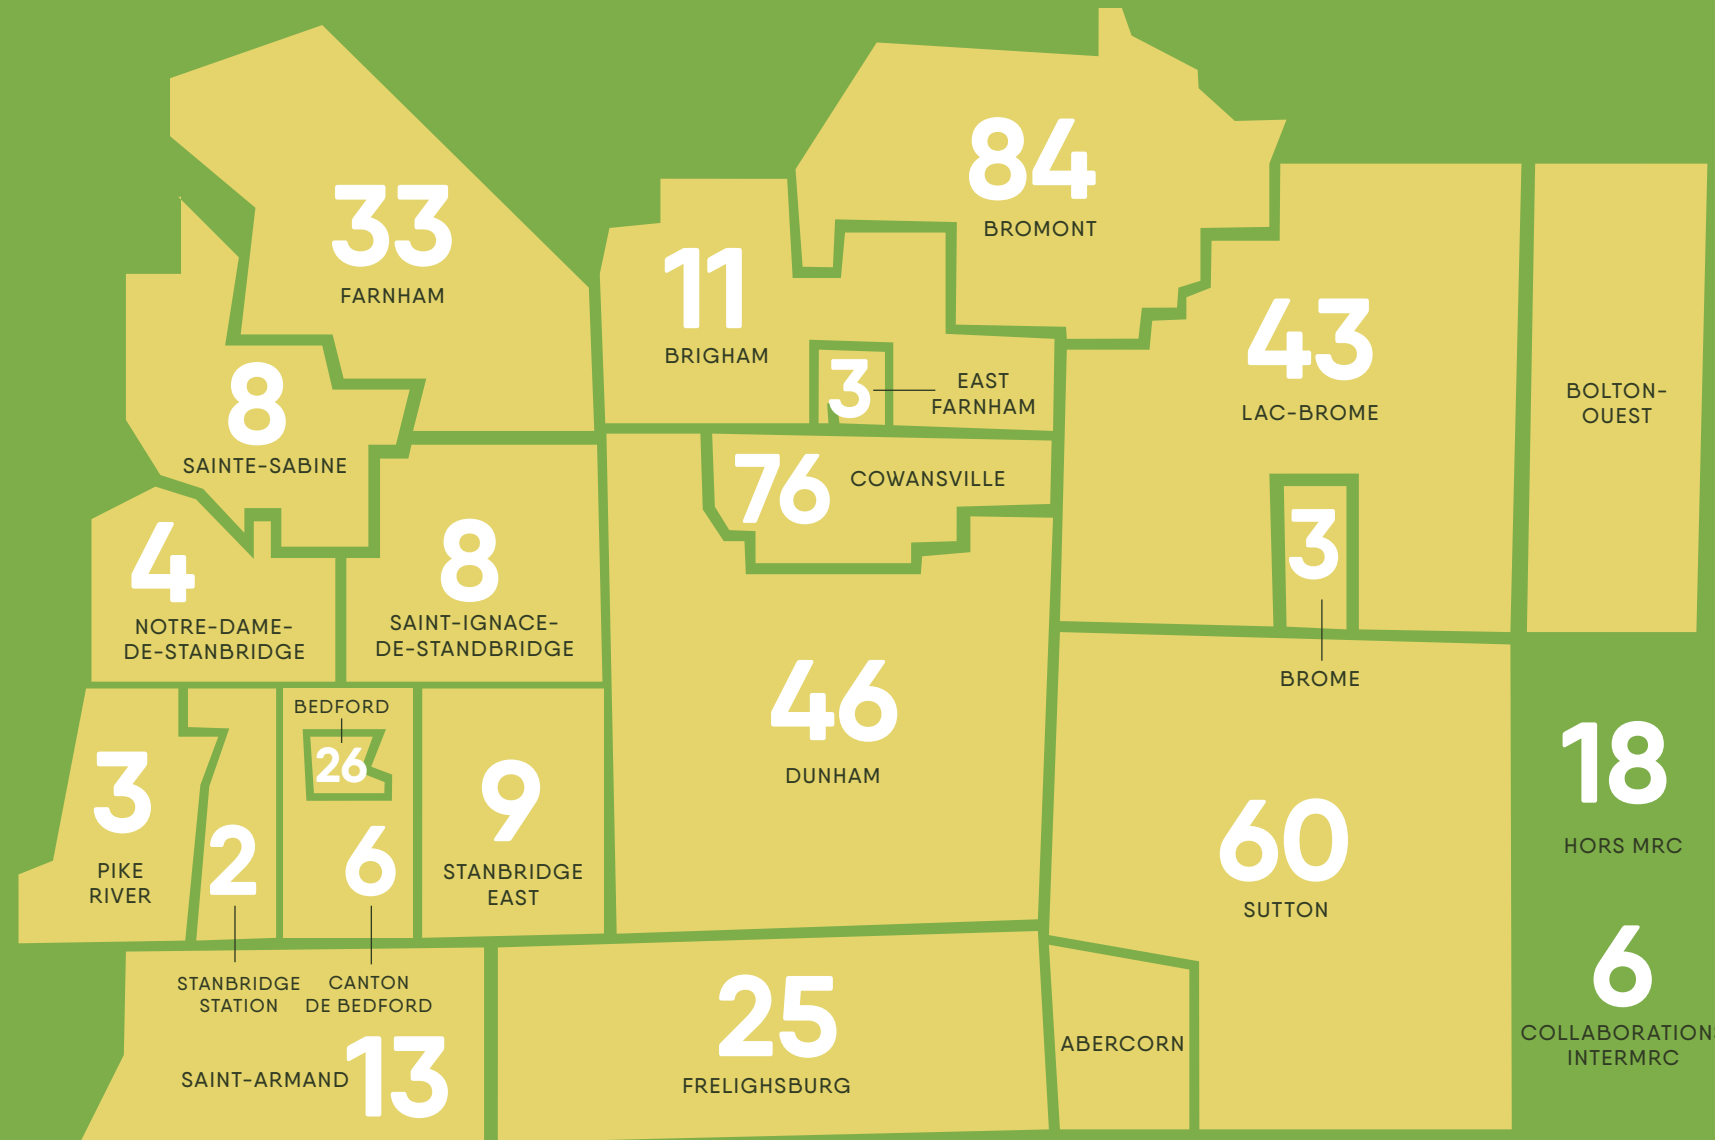 84
BROMONT
33
FARNHAM
11
BRIGHAM
3
EAST
FARNHAM
43
LAC-BROME
BOLTON-
OUEST
8
SAINTE-SABINE
76
COWANSVILLE
4
NOTRE-DAME-
DE-STANBRIDGE
8
SAINT-IGNACE-
DE-STANDBRIDGE
3
BROME
46
DUNHAM
BEDFORD
26
3
PIKE
RIVER
2
STANBRIDGE
STATION
6
CANTON
DE BEDFORD
9
STANBRIDGE
EAST
60
SUTTON
18
HORS MRC
6
COLLABORATIONS
INTERMRC
SAINT-ARMAND
13
25
FRELIGHSBURG
ABERCORN